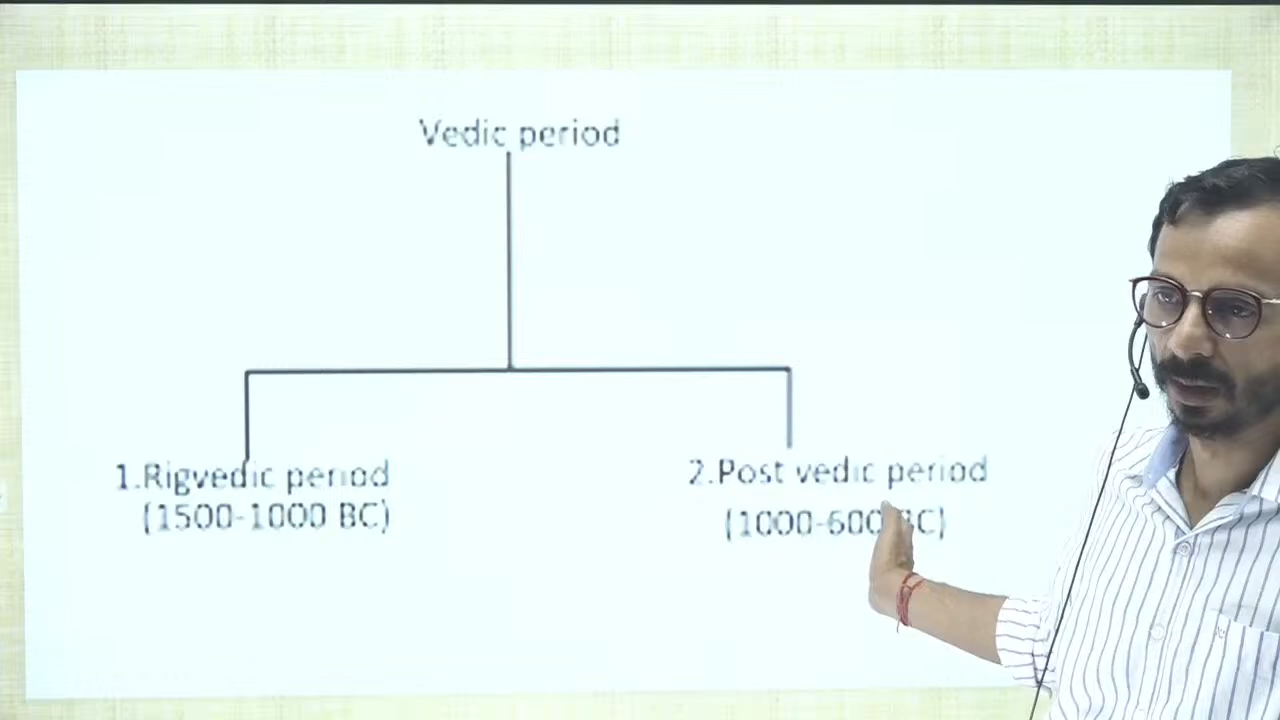 Vedic period
1.Rigvedic period
(1500-1000 BC)
2.Post vedic period
(1000-600 BC)